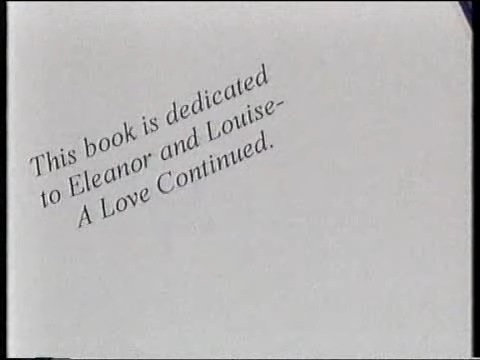 This book is dedicated
to Eleanor and Louise-
A Love Continued.